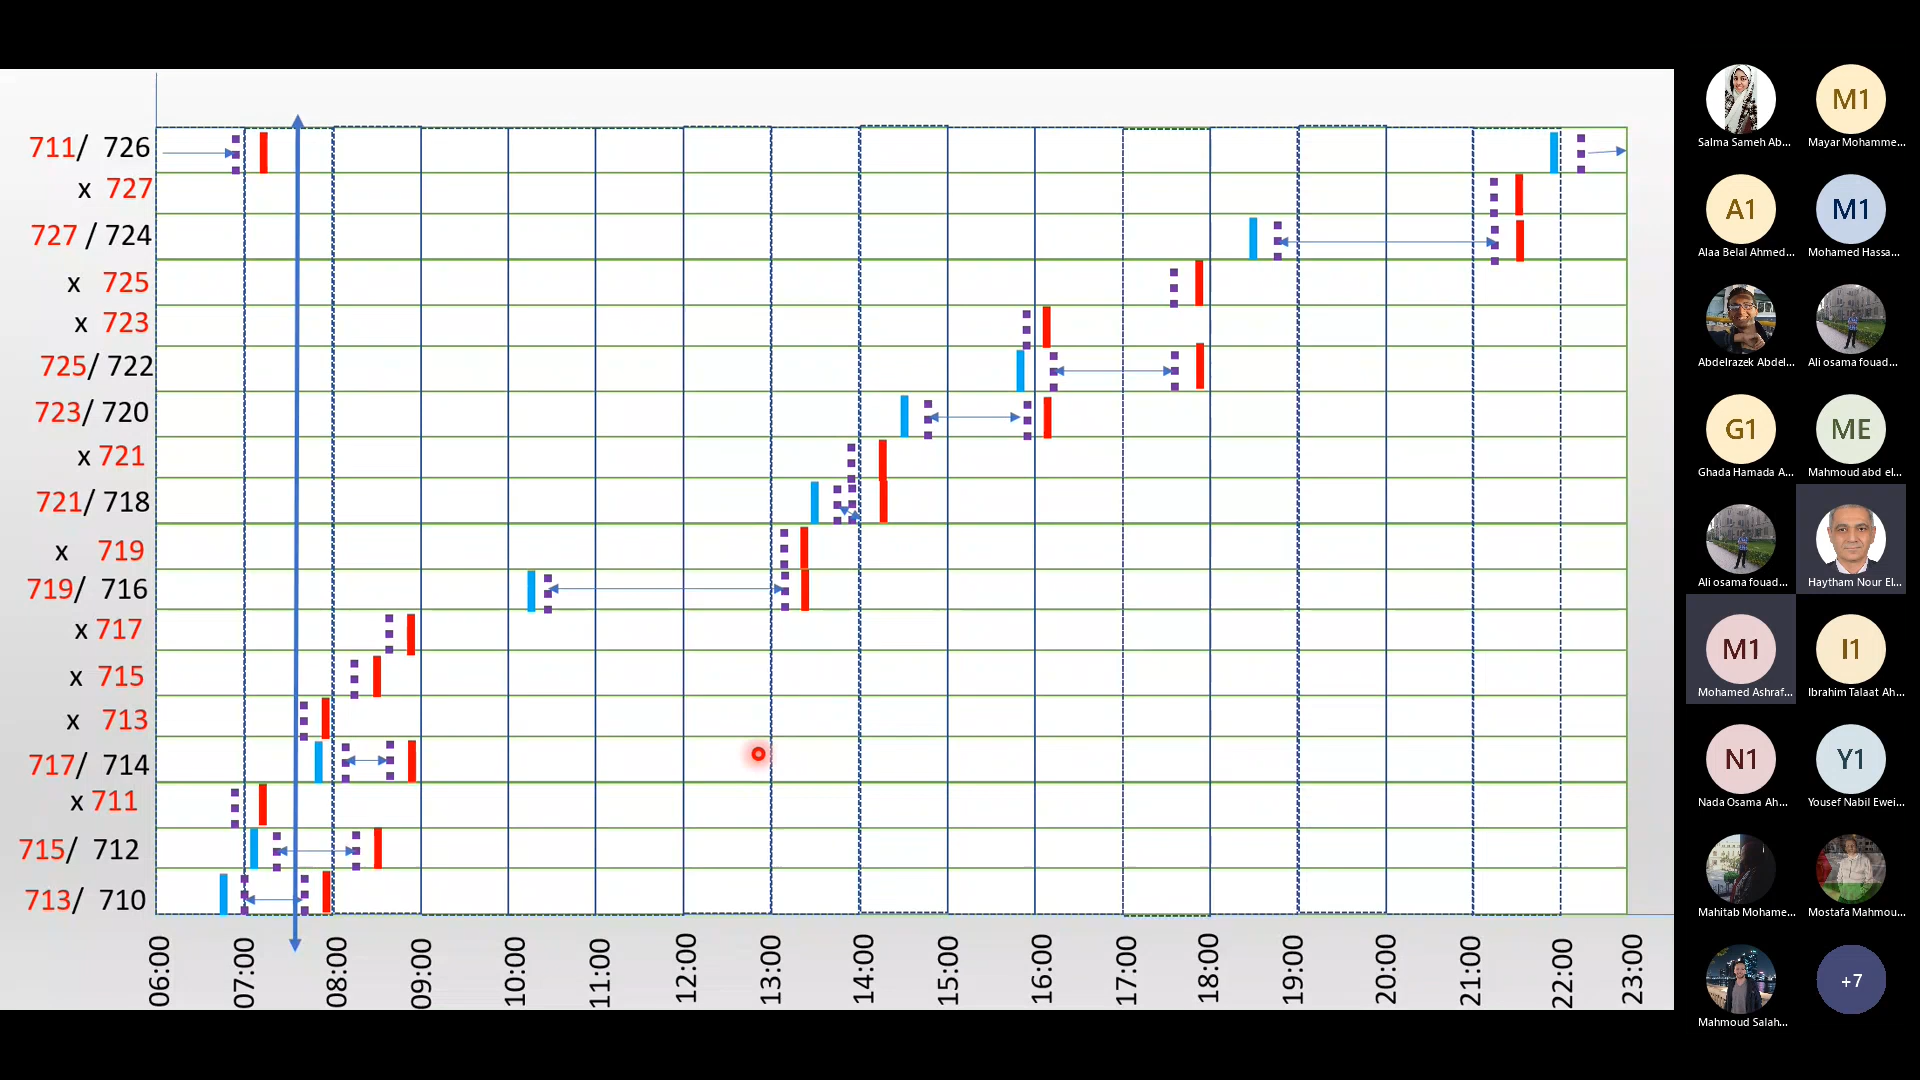 711/ 726
x 727
727 / 724
x 725
x 723
725/ 722
723/ 720
x 721
721/ 718
x 719
719/ 716
x 717
x 715
x 713
717/ 714
x 711
715/ 712
713/ 710
06:00 07:00 08:00 09:00 10:00 11:00 12:00 13:00 14:00 15:00 16:00 17:00 18:00 19:00 20:00 21:00 22:00 23:00
Salma Sameh Ab...
M1
Mayar Mohamme...
A1
Alaa Belal Ahmed...
M1
Mohamed Hassa...
Abdelrazek Abdel...
Ali osama fouad...
G1
Ghada Hamada A...
ME
Mahmoud abd el...
Ali osama fouad...
Haytham Nour El...
M1
Mohamed Ashraf...
I1
Ibrahim Talaat Ah...
N1
Nada Osama Ah...
Y1
Yousef Nabil Ewei...
Mahitab Mohame...
Mostafa Mahmou...
Mahmoud Salah...
+7